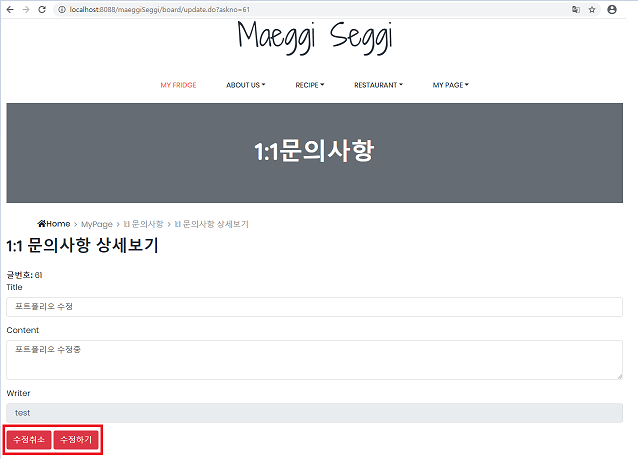 localhost:8088/maeggiSeggi/board/update.do?askno=61
Maeggi Seggi
MY FRIDGE ABOUT US RECIPE RESTAURANT MY PAGE
1:1문의사항
Home > MyPage > 1:1 문의사항 > 1:1 문의사항 상세보기
1:1 문의사항 상세보기
글번호: 61
Title
포트폴리오 수정
Content
포트폴리오 수정중
Writer
test
수정취소 수정하기